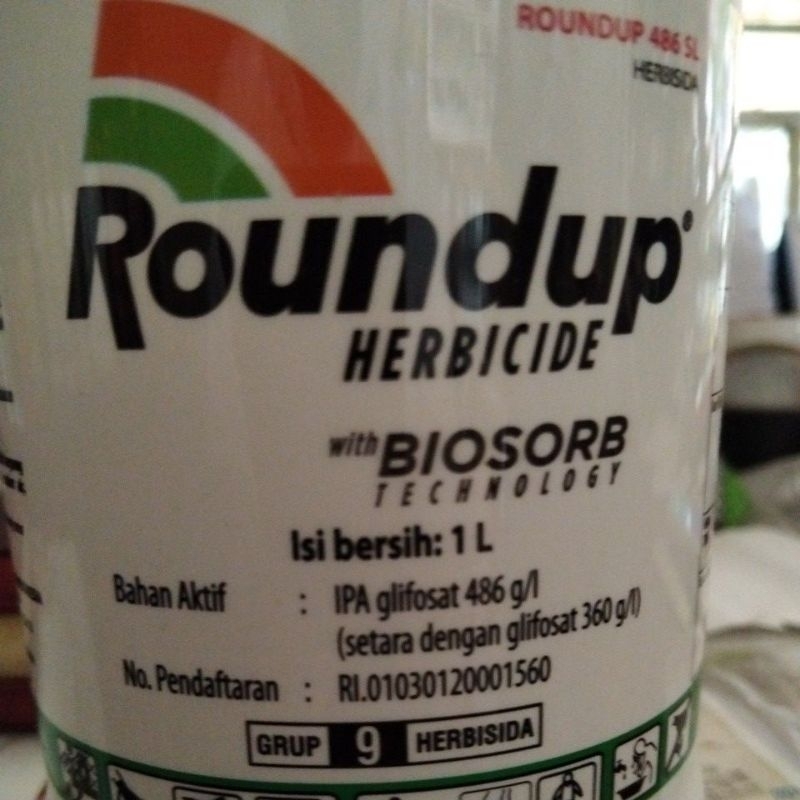 ROUNDUP 486 SL
HERBISIDA
Roundup
HERBICIDE
with BIOSORB
TECHNOLOGY
Isi bersih: 1 L
Bahan Aktif : IPA glifosat 486 g/l
(setara dengan glifosat 360 g/l)
No. Pendaftaran : RI.01030120001560
GRUP 9 HERBISIDA